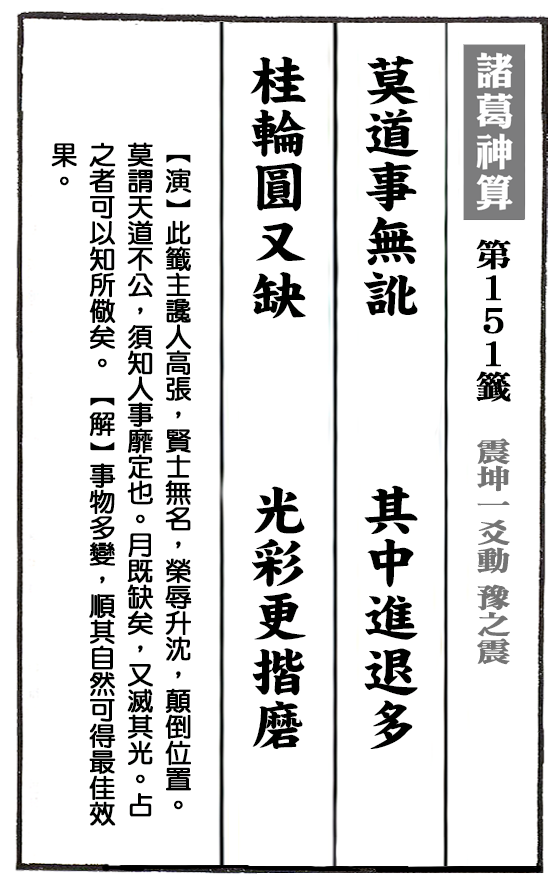 諸葛神算 第151籤 震坤一爻動 豫之震
莫道事無訛 其中進退多
桂輪圓又缺 光彩更揩磨
【演】此籤主讒人高張，賢士無名，榮辱升沈，顛倒位置。
莫謂天道不公，須知人事靡定也。月既缺矣，又滅其光。占
之者可以知所儆矣。 【解】事物多變，順其自然可得最佳效
果。